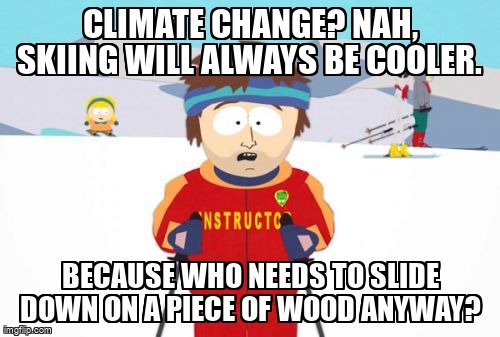 CLIMATE CHANGE? NAH,
SKIING WILL ALWAYS BE COOLER.
NSTRUCTO
BECAUSE WHO NEEDS TO SLIDE
DOWN ON A PIECE OF WOOD ANYWAY?
imgflip.com